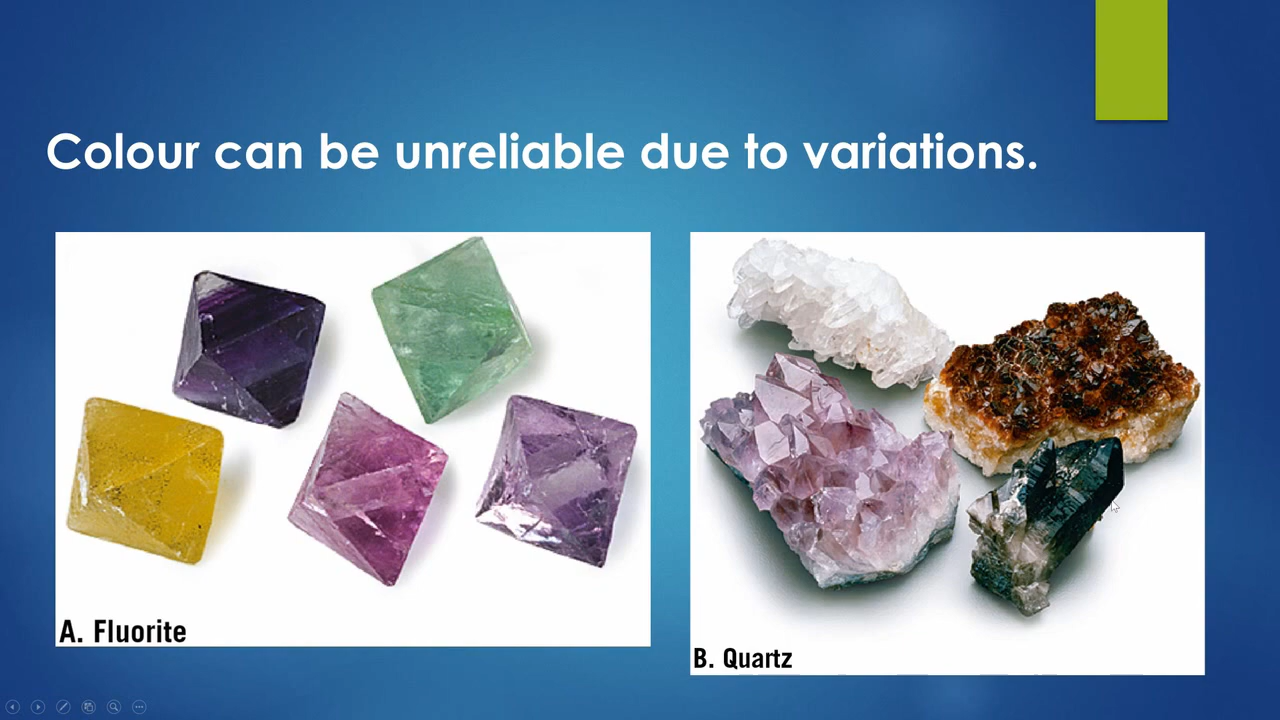 Colour can be unreliable due to variations.
A. Fluorite
B. Quartz